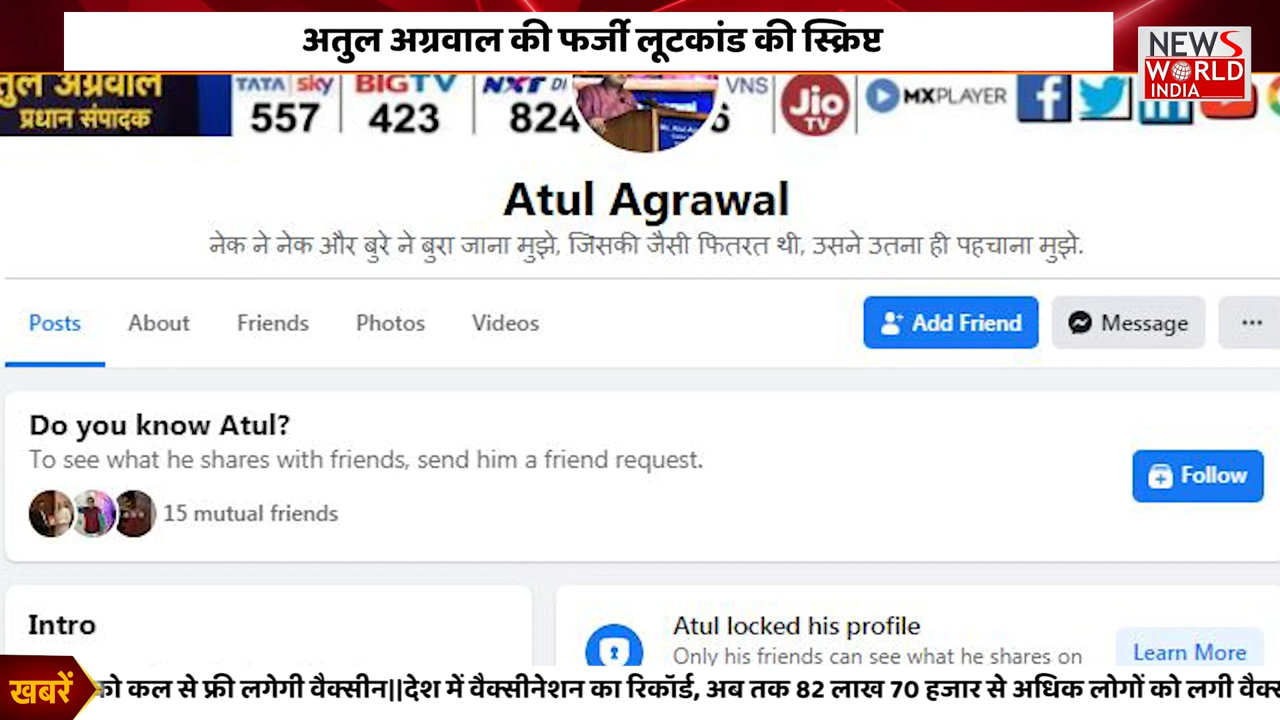 अतुल अग्रवाल की फर्जी लूटकांड की स्क्रिप्ट
NEWS
WORLD
INDIA
अग्रवाल
प्रधान संपादक
TATA sky
557
BIGTV
423
NXT
824
VNS
Jio
TV
MXPLAYER
Atul Agrawal
नेक ने नेक और बुरे ने बुरा जाना मुझे, जिसकी जैसी फितरत थी, उसने उतना ही पहचाना मुझे.
Posts About Friends Photos Videos
Add Friend Message ...
Do you know Atul?
To see what he shares with friends, send him a friend request.
Follow
15 mutual friends
Intro
Atul locked his profile
Only his friends can see what he shares on
Learn More
खबरें
को कल से फ्री लगेगी वैक्सीन||देश में वैक्सीनेशन का रिकॉर्ड, अब तक 82 लाख 70 हजार से अधिक लोगों को लगी